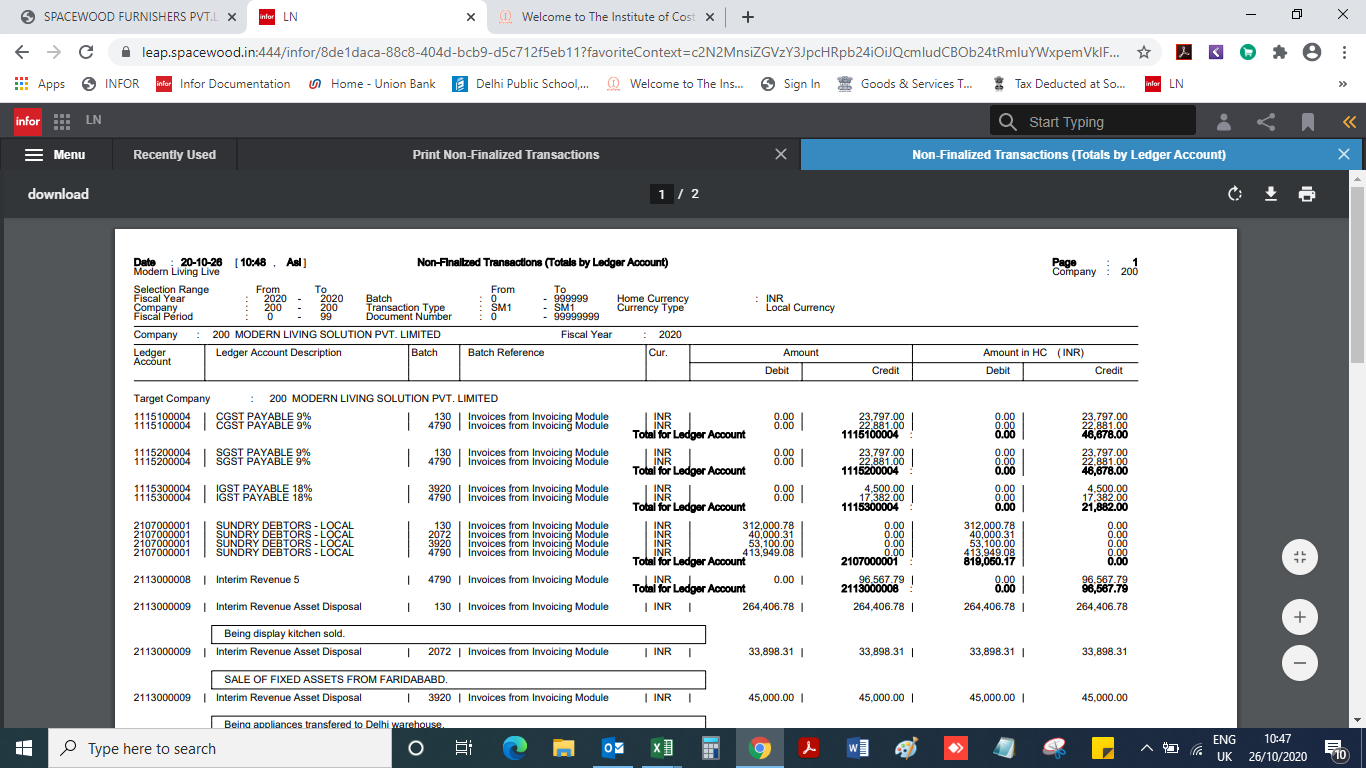 SPACEWOOD FURNISHERS PVT.L
infor LN
Welcome to The Institute of Cost
leap.spacewood.in:444/infor/8de1daca-88c8-404d-bcb9-d5c712f5eb11?favoriteContext=c2N2MnsiZGVzY3JpcHRpb24iOiJQcmludCBOb24tRmluYWxpemVkIF...
Apps INFOR infor Infor Documentation Home - Union Bank Delhi Public School,... Welcome to The Ins... Sign In Goods & Services T... Tax Deducted at So... infor LN »
infor LN Start Typing
Menu Recently Used Print Non-Finalized Transactions Non-Finalized Transactions (Totals by Ledger Account)
download 1 / 2
Date : 20-10-26 [ 10:48 , Asl ] Non-Finalized Transactions (Totals by Ledger Account) Page : 1
Modern Living Live Company : 200
Selection Range From To From To
Fiscal Year : 2020 - 2020 Batch : 0 - 999999 Home Currency : INR
Company : 200 - 200 Transaction Type : SM1 - SM1 Currency Type Local Currency
Fiscal Period : 0 - 99 Document Number : 0 - 99999999
Company : 200 MODERN LIVING SOLUTION PVT. LIMITED Fiscal Year : 2020
Ledger Account Ledger Account Description Batch Batch Reference Cur. Amount Amount in HC (INR)
Debit Credit Debit Credit
Target Company : 200 MODERN LIVING SOLUTION PVT. LIMITED
1115100004 | CGST PAYABLE 9% | 130 | Invoices from Invoicing Module | INR | 0.00 | 23,797.00 | 0.00 | 23,797.00
1115100004 | CGST PAYABLE 9% | 4790 | Invoices from Invoicing Module | INR | 0.00 | 22,881.00 | 0.00 | 22,881.00
Total for Ledger Account 1115100004 : 0.00 | 46,678.00
1115200004 | SGST PAYABLE 9% | 130 | Invoices from Invoicing Module | INR | 0.00 | 23,797.00 | 0.00 | 23,797.00
1115200004 | SGST PAYABLE 9% | 4790 | Invoices from Invoicing Module | INR | 0.00 | 22,881.00 | 0.00 | 22,881.00
Total for Ledger Account 1115200004 : 0.00 | 46,678.00
1115300004 | IGST PAYABLE 18% | 3920 | Invoices from Invoicing Module | INR | 0.00 | 4,500.00 | 0.00 | 4,500.00
1115300004 | IGST PAYABLE 18% | 4790 | Invoices from Invoicing Module | INR | 0.00 | 17,382.00 | 0.00 | 17,382.00
Total for Ledger Account 1115300004 : 0.00 | 21,882.00
2107000001 | SUNDRY DEBTORS - LOCAL | 130 | Invoices from Invoicing Module | INR | 312,000.78 | 0.00 | 312,000.78 | 0.00
2107000001 | SUNDRY DEBTORS - LOCAL | 2072 | Invoices from Invoicing Module | INR | 40,000.31 | 0.00 | 40,000.31 | 0.00
2107000001 | SUNDRY DEBTORS - LOCAL | 3920 | Invoices from Invoicing Module | INR | 53,100.00 | 0.00 | 53,100.00 | 0.00
2107000001 | SUNDRY DEBTORS - LOCAL | 4790 | Invoices from Invoicing Module | INR | 413,949.08 | 0.00 | 413,949.08 | 0.00
Total for Ledger Account 2107000001 : 819,050.17 | 0.00
2113000008 | Interim Revenue 5 | 4790 | Invoices from Invoicing Module | INR | 0.00 | 96,567.79 | 0.00 | 96,567.79
Total for Ledger Account 2113000008 : 0.00 | 96,567.79
2113000009 | Interim Revenue Asset Disposal | 130 | Invoices from Invoicing Module | INR | 264,406.78 | 264,406.78 | 264,406.78 | 264,406.78
Being display kitchen sold.
2113000009 | Interim Revenue Asset Disposal | 2072 | Invoices from Invoicing Module | INR | 33,898.31 | 33,898.31 | 33,898.31 | 33,898.31
SALE OF FIXED ASSETS FROM FARIDABABD.
2113000009 | Interim Revenue Asset Disposal | 3920 | Invoices from Invoicing Module | INR | 45,000.00 | 45,000.00 | 45,000.00 | 45,000.00
Being appliances transfered to Delhi warehouse.
Type here to search
ENG 10:47
UK 26/10/2020 10